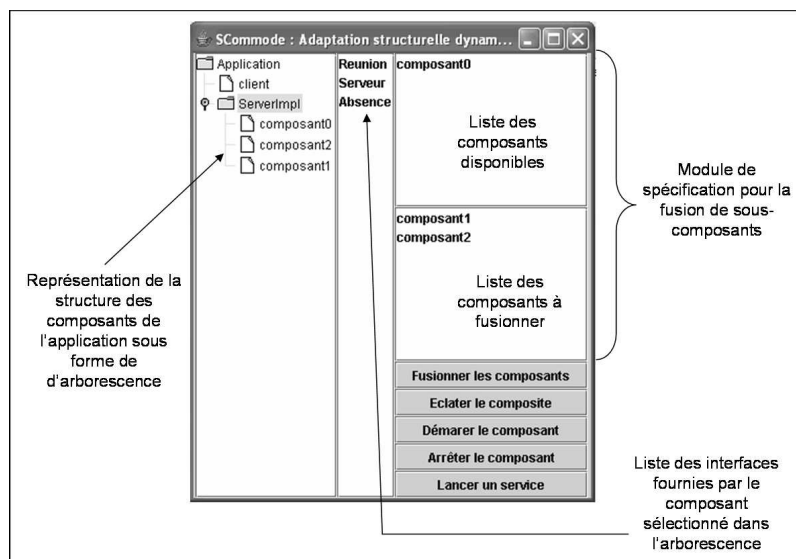 SCommode : Adaptation structurelle dynam...
Application
client
ServerImpl
composant0
composant2
composant1
Reunion
Serveur
Absence
composant0
Liste des
composants
disponibles
composant1
composant2
Liste des
composants à
fusionner
Fusionner les composants
Eclater le composite
Démarer le composant
Arrêter le composant
Lancer un service
Représentation de la
structure des
composants de
l'application sous
forme de
d'arborescence
Module de
spécification pour la
fusion de sous-
composants
Liste des interfaces
fournies par le
composant
sélectionné dans
l'arborescence